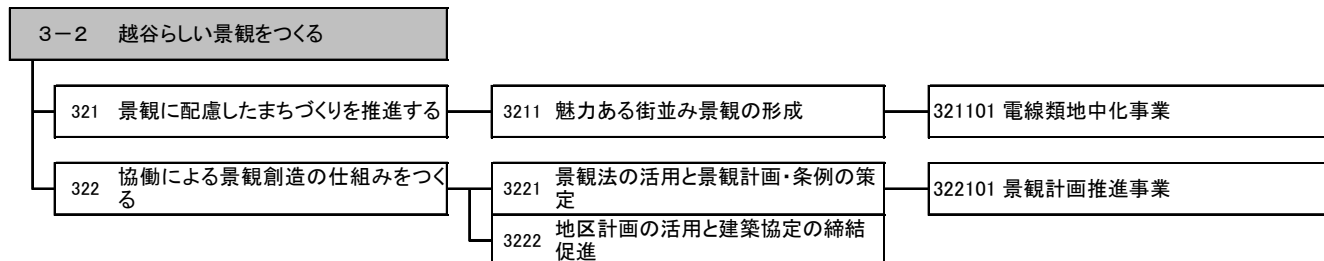 3-2 越谷らしい景観をつくる
321 景観に配慮したまちづくりを推進する
3211 魅力ある街並み景観の形成
321101 電線類地中化事業
322 協働による景観創造の仕組みをつく
る
3221 景観法の活用と景観計画・条例の策
定
322101 景観計画推進事業
3222 地区計画の活用と建築協定の締結
促進